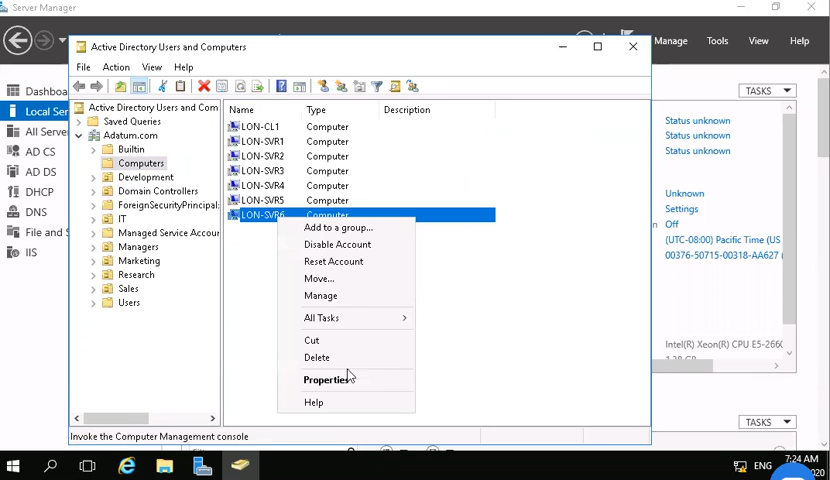 Server Manager
Manage Tools View Help
Active Directory Users and Computers
File Action View Help
Dashboa
Local Ser
All Serve
AD CS
AD DS
DHCP
DNS
File and S
IIS
Active Directory Users and Com
Saved Queries
Adatum.com
Builtin
Computers
Development
Domain Controllers
ForeignSecurityPrincipal:
IT
Managed Service Accour
Managers
Marketing
Research
Sales
Users
Name Type Description
LON-CL1 Computer
LON-SVR1 Computer
LON-SVR2 Computer
LON-SVR3 Computer
LON-SVR4 Computer
LON-SVR5 Computer
LON-SVR6 Computer
Add to a group...
Disable Account
Reset Account
Move...
Manage
All Tasks
Cut
Delete
Properties
Help
Invoke the Computer Management console
TASKS
Status unknown
Status unknown
Status unknown
Unknown
Settings
Off
(UTC-08:00) Pacific Time (US
00376-50715-00318-AA627
Intel(R) Xeon(R) CPU E5-2660
TASKS
ENG
7:24 AM